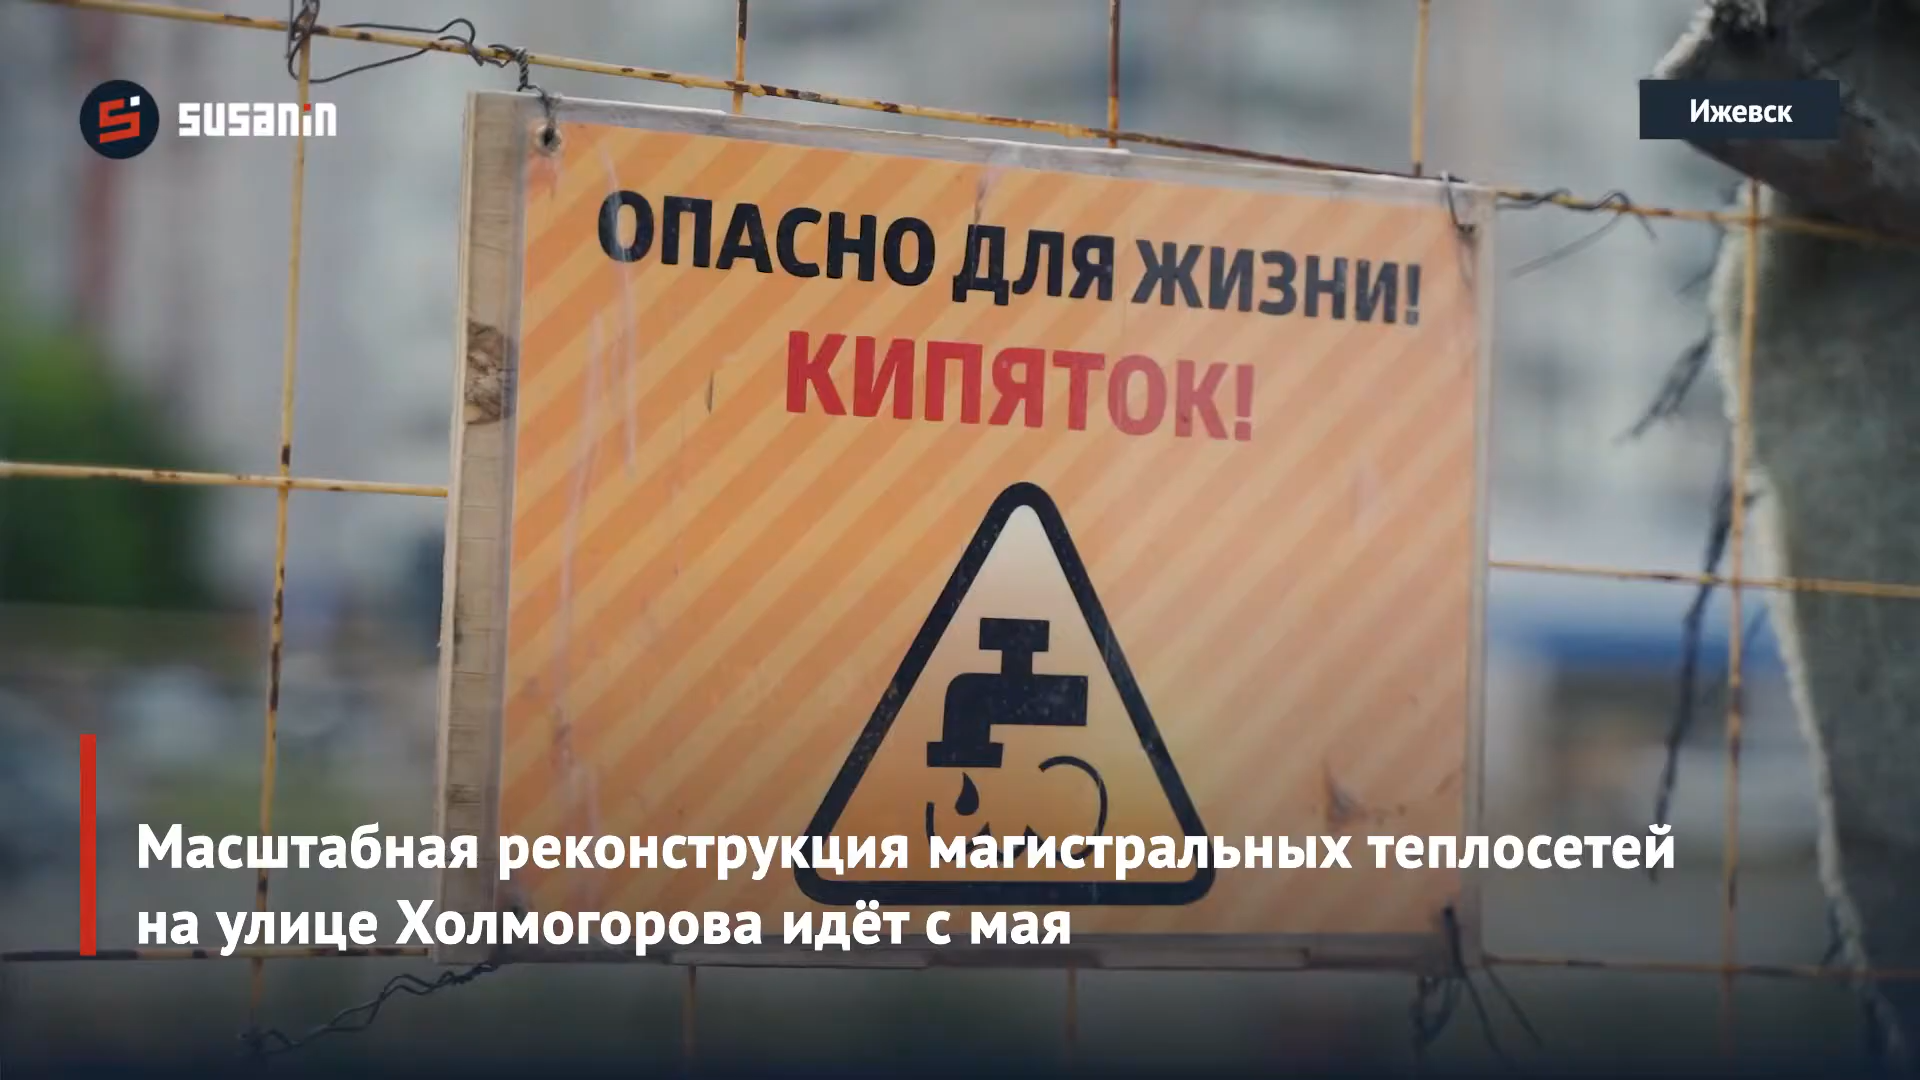 susanin
Ижевск
ОПАСНО ДЛЯ ЖИЗНИ!
КИПЯТОК!
Масштабная реконструкция магистральных теплосетей
на улице Холмогорова идёт с мая